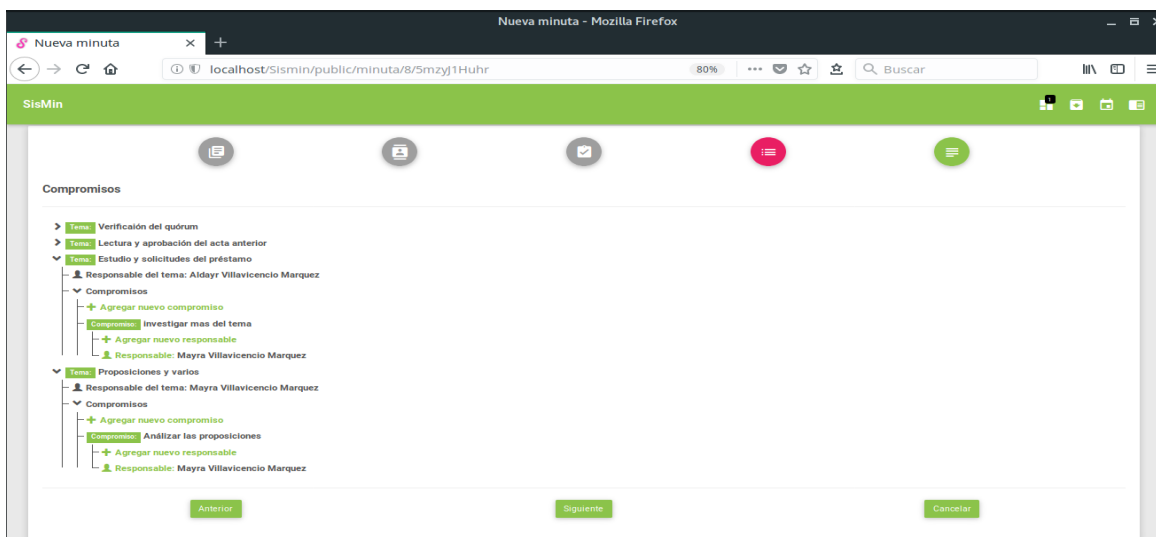 Nueva minuta - Mozilla Firefox
Nueva minuta
localhost/Sismin/public/minuta/8/5mzyJ1Huhr 80% Buscar
SisMin 1
Compromisos
Tema: Verificaión del quórum
Tema: Lectura y aprobación del acta anterior
Tema: Estudio y solicitudes del préstamo
Responsable del tema: Aldayr Villavicencio Marquez
Compromisos
Agregar nuevo compromiso
Compromiso: investigar mas del tema
Agregar nuevo responsable
Responsable: Mayra Villavicencio Marquez
Tema: Proposiciones y varios
Responsable del tema: Mayra Villavicencio Marquez
Compromisos
Agregar nuevo compromiso
Compromiso: Análizar las proposiciones
Agregar nuevo responsable
Responsable: Mayra Villavicencio Marquez
Anterior Siguiente Cancelar